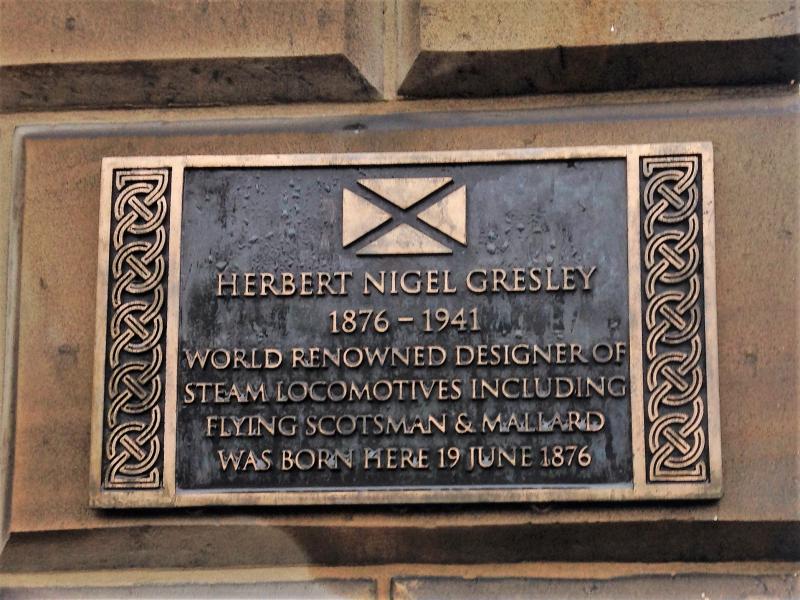 HERBERT NIGEL GRESLEY
1876 – 1941
WORLD RENOWNED DESIGNER OF
STEAM LOCOMOTIVES INCLUDING
FLYING SCOTSMAN & MALLARD
WAS BORN HERE 19 JUNE 1876